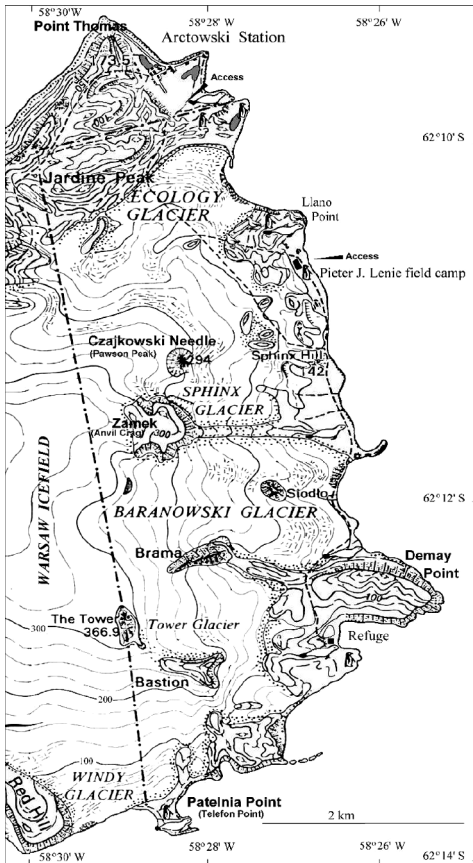 58°30' W
58°28' W
58°26' W
Point Thomas
Arctowski Station
173.5
Access
62°10' S
Jardine Peak
ECOLOGY
GLACIER
Llano
Point
Access
Pieter J. Lenie field camp
Czajkowski Needle
(Pawson Peak)
294
Sphinx Hill
42
SPHINX
GLACIER
Zamek
(Anvil Crag)
300
WARSAW ICEFIELD
Siodło
62°12' S
BARANOWSKI GLACIER
Brama
Demay
Point
100
The Tower
366.9
Tower Glacier
300
Refuge
Bastion
200
100
WINDY
GLACIER
Red Hill
Patelnia Point
(Telefon Point)
2 km
58°30' W
58°28' W
58°26' W
62°14' S